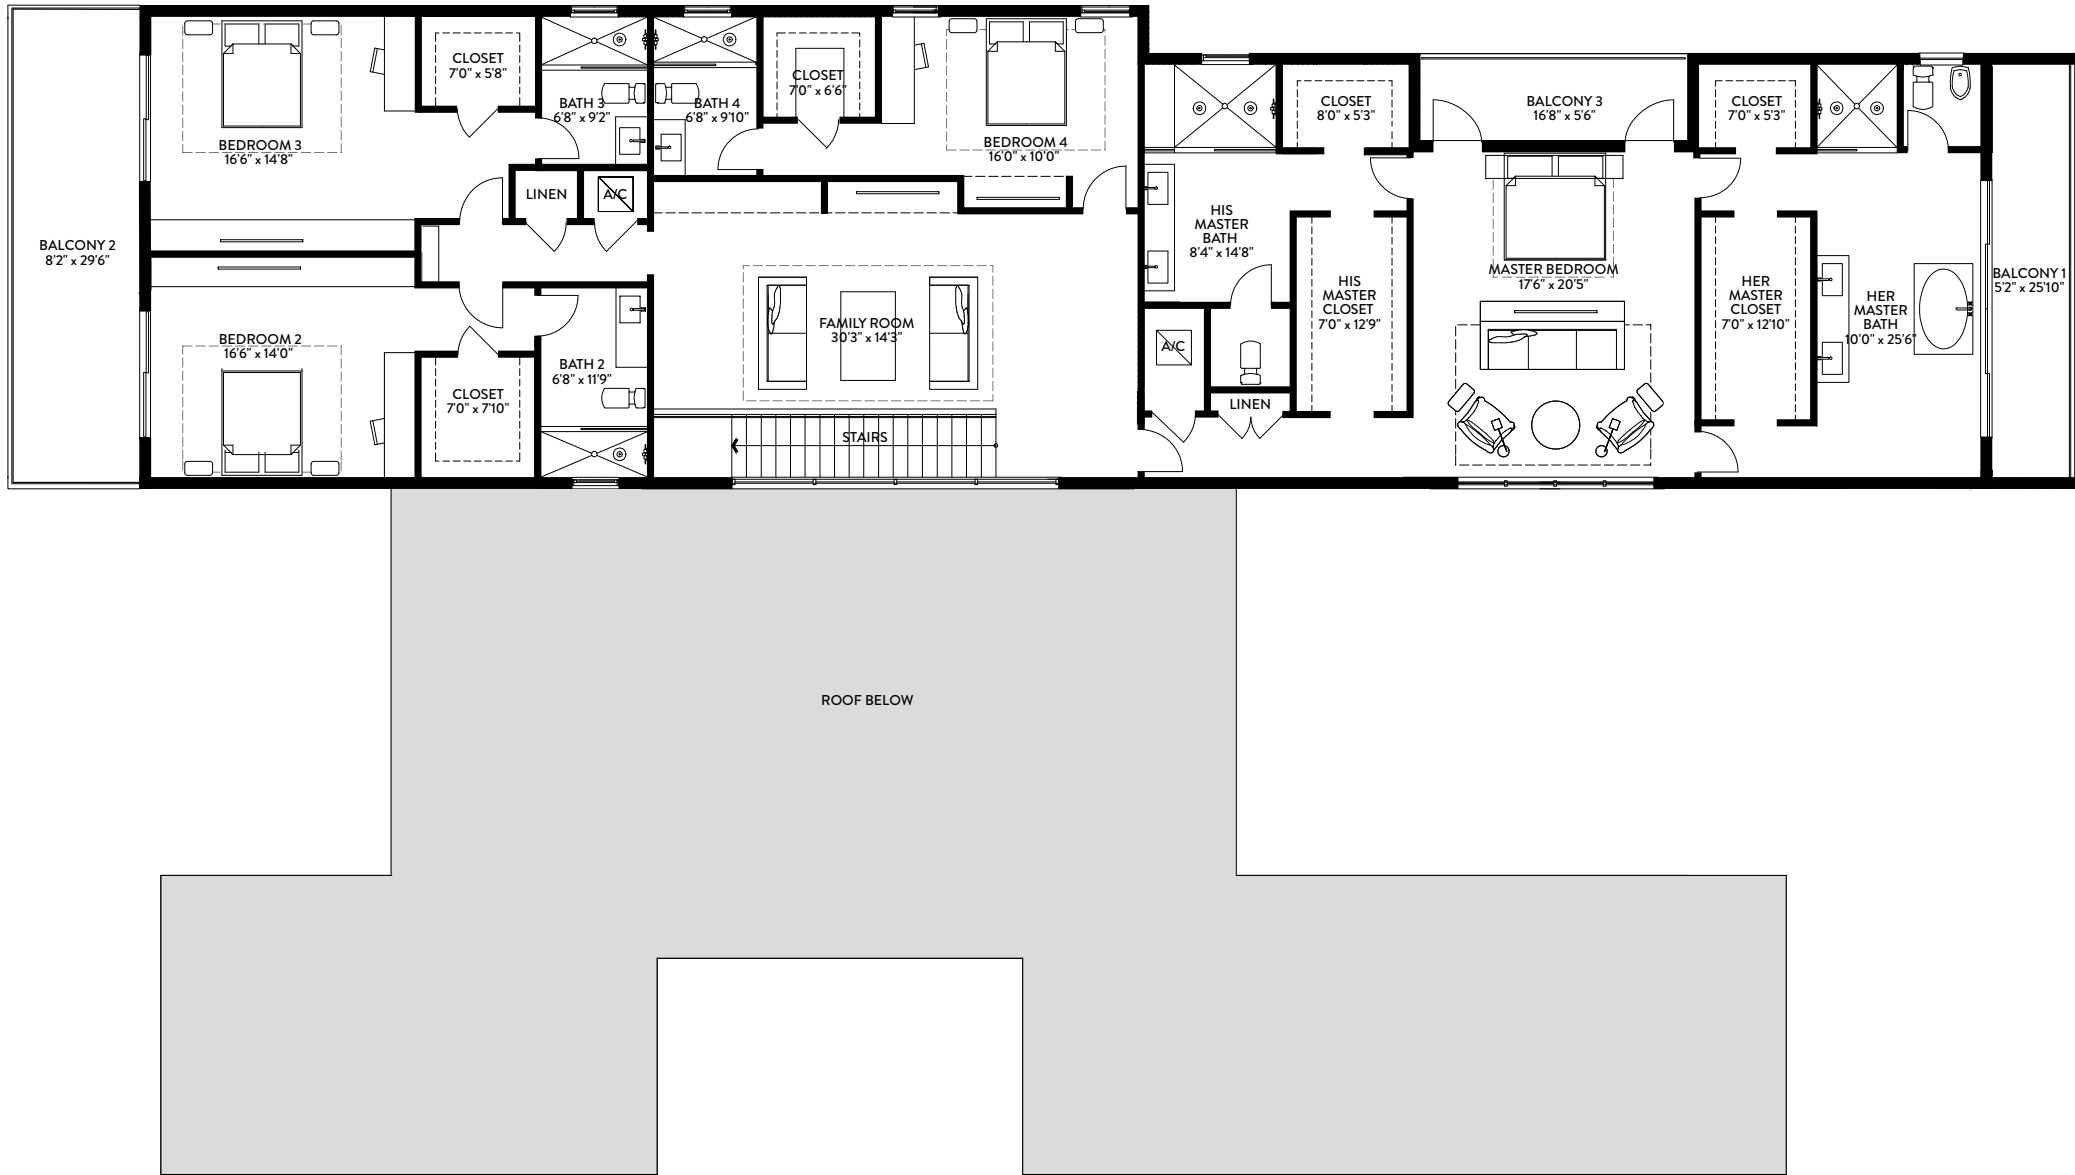 CLOSET
7'0" x 5'8"
BATH 3
6'8" x 9'2"
BATH 4
6'8" x 9'10"
CLOSET
7'0" x 6'6"
BEDROOM 3
16'6" x 14'8"
BEDROOM 4
16'0" x 10'0"
CLOSET
8'0" x 5'3"
BALCONY 3
16'8" x 5'6"
CLOSET
7'0" x 5'3"
LINEN
A/C
BALCONY 2
8'2" x 29'6"
HIS
MASTER
BATH
8'4" x 14'8"
MASTER BEDROOM
17'6" x 20'5"
BALCONY 1
5'2" x 25'10"
HIS
MASTER
CLOSET
7'0" x 12'9"
HER
MASTER
CLOSET
7'0" x 12'10"
HER
MASTER
BATH
10'0" x 25'6"
BEDROOM 2
16'6" x 14'0"
FAMILY ROOM
30'3" x 14'3"
A/C
BATH 2
6'8" x 11'9"
CLOSET
7'0" x 7'10"
LINEN
STAIRS
ROOF BELOW